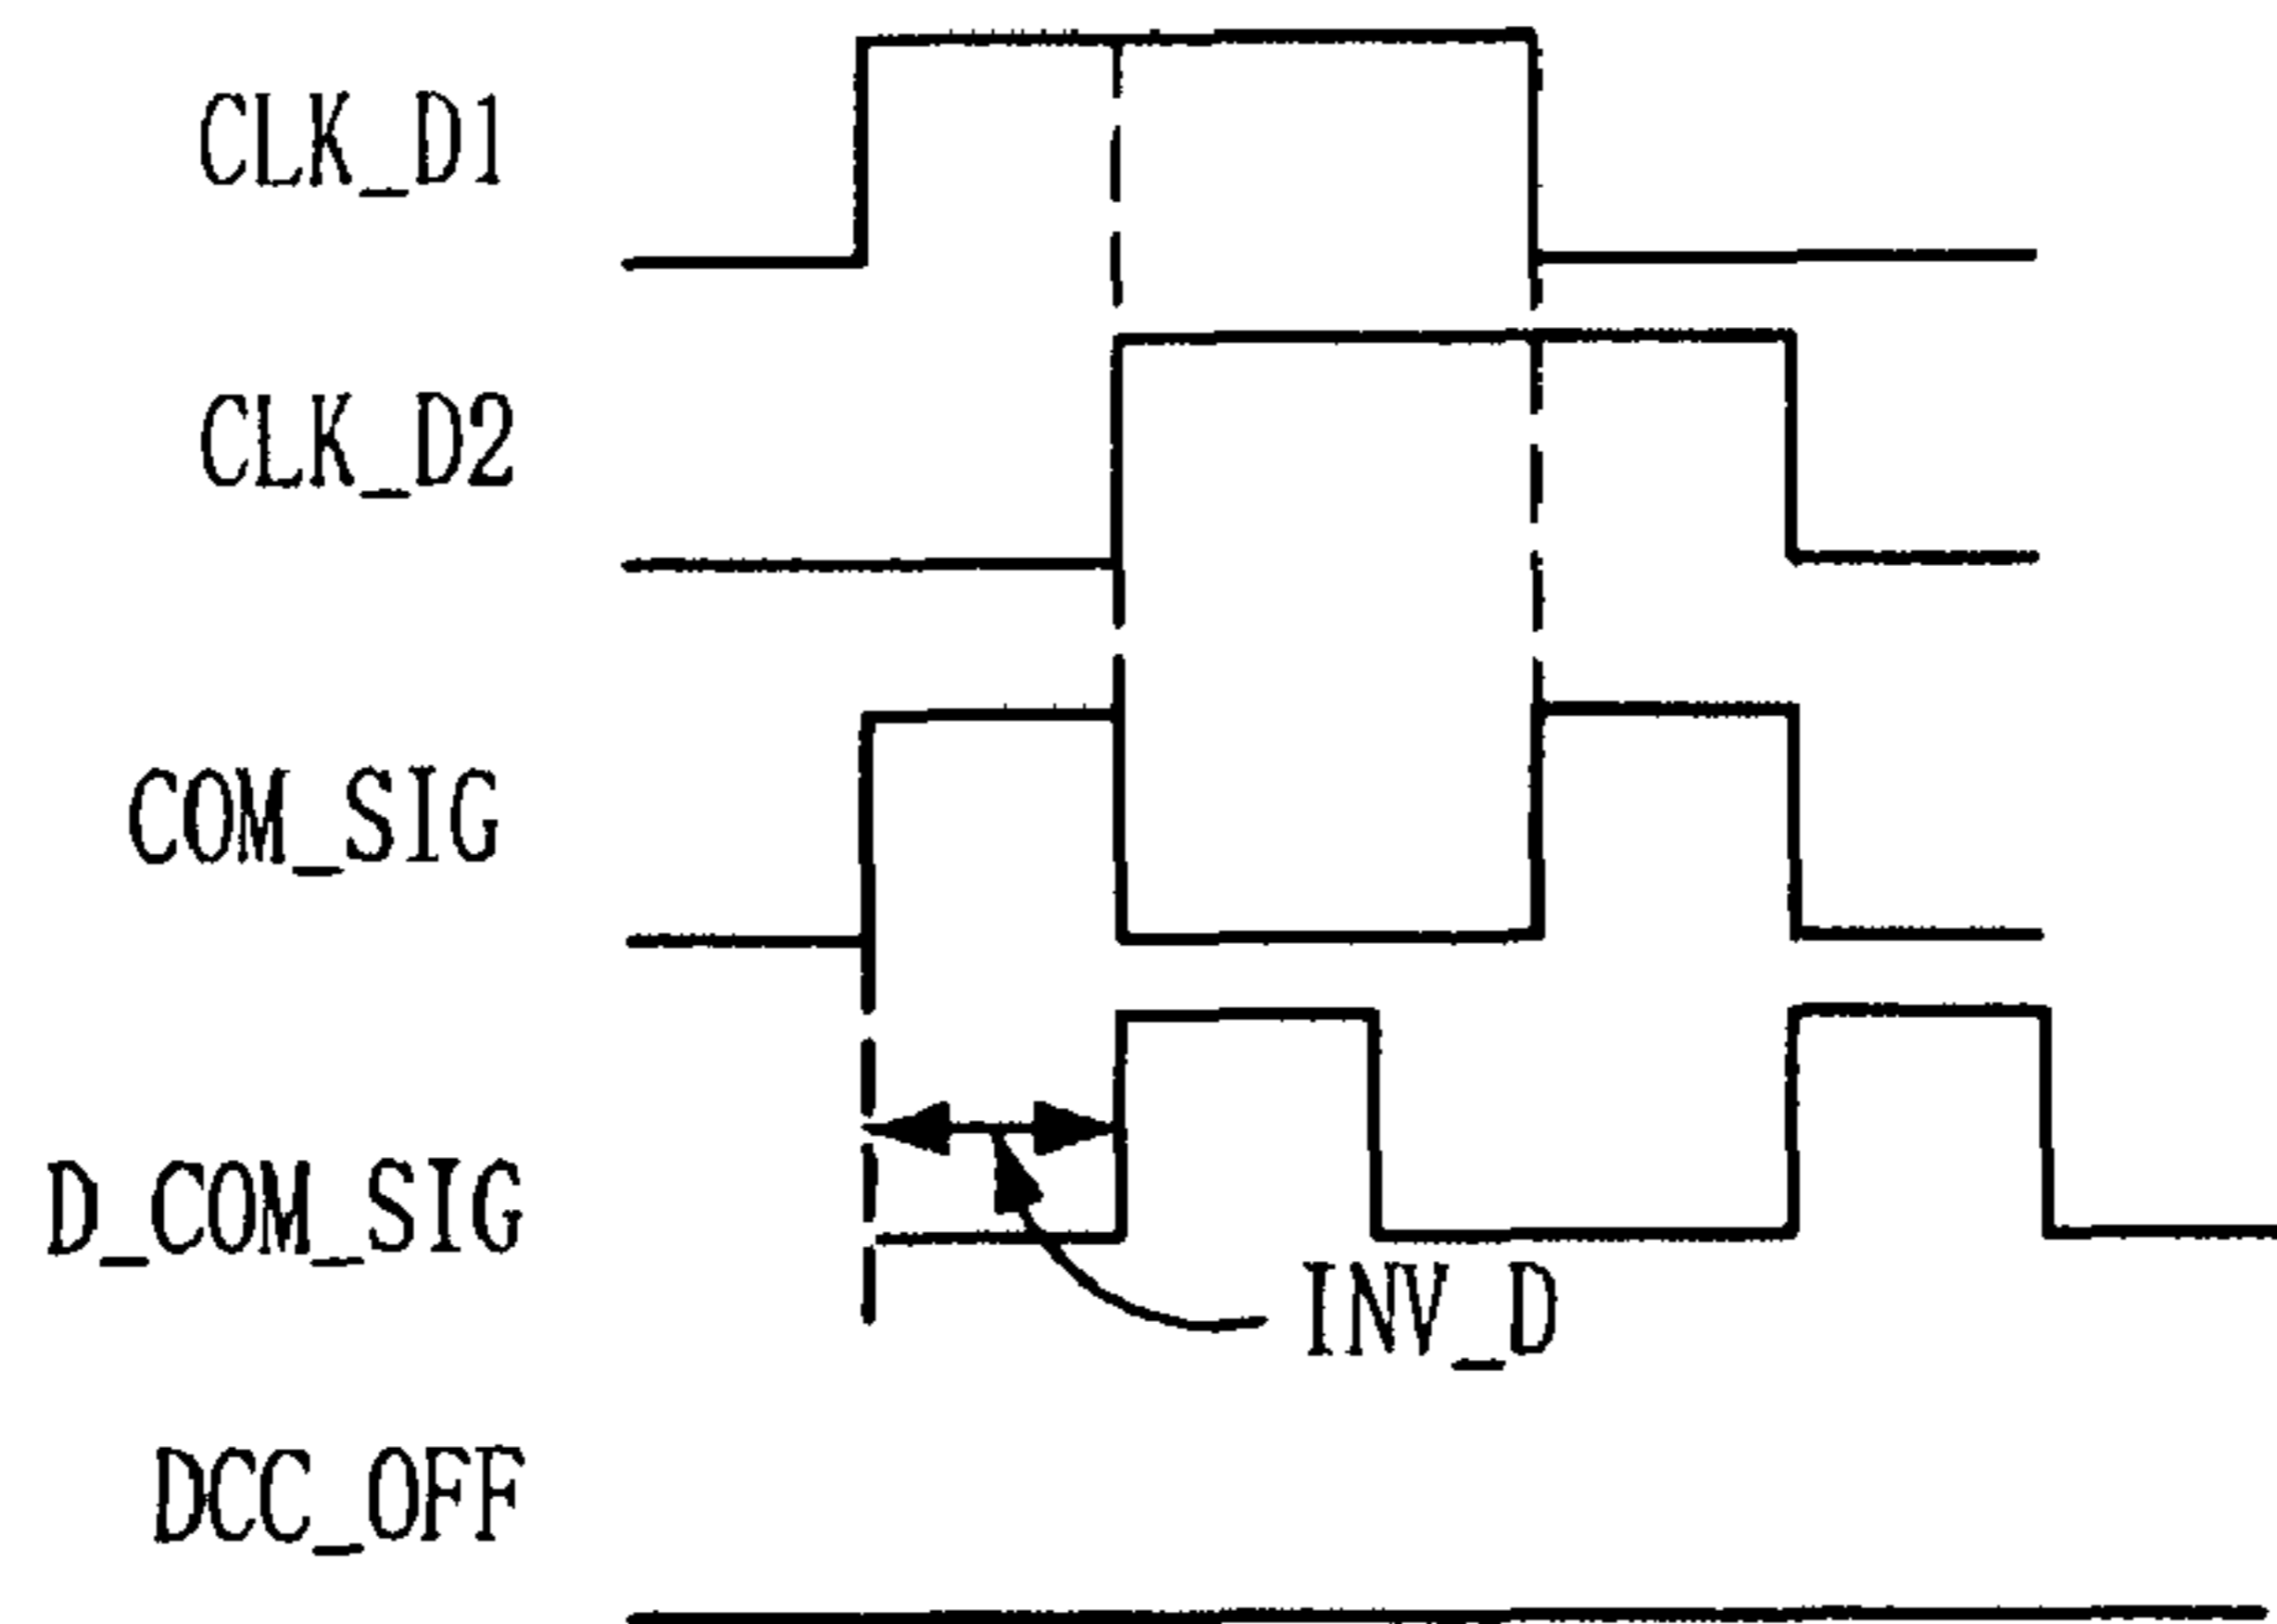 CLK_D1
CLK_D2
COM_SIG
D_COM_SIG
INV_D
DCC_OFF